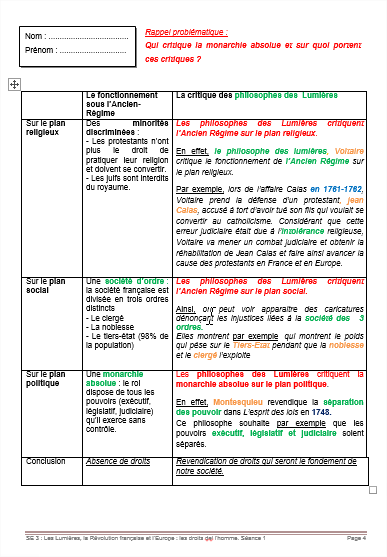 Nom : ……………………………
Prénom : ………………………
Rappel problématique :
Qui critique la monarchie absolue et sur quoi portent
ces critiques ?
Le fonctionnement
sous l'Ancien-
Régime
La critique des philosophes des Lumières
Sur le plan
religieux
Des minorités
discriminées :
- Les protestants n'ont
plus le droit de
pratiquer leur religion
et doivent se convertir.
- Les juifs sont interdits
du royaume.
Les philosophes des Lumières critiquent
l'Ancien Régime sur le plan religieux.
En effet, le philosophe des lumières, Voltaire
critique le fonctionnement de l'Ancien Régime sur
le plan religieux.
Par exemple, lors de l'affaire Calas en 1761-1762,
Voltaire prend la défense d'un protestant, jean
Calas, accusé à tort d'avoir tué son fils qui voulait se
convertir au catholicisme. Considérant que cette
erreur judiciaire était due à l'intolérance religieuse,
Voltaire va mener un combat judiciaire et obtenir la
réhabilitation de Jean Calas et faire ainsi avancer la
cause des protestants en France et en Europe.
Sur le plan
social
Une société d'ordre :
la société française est
divisée en trois ordres
distincts
- Le clergé
- La noblesse
- Le tiers-état (98% de
la population)
Les philosophes des Lumières critiquent
l'Ancien Régime sur le plan social.
Ainsi, on peut voir apparaître des caricatures
dénonçant les injustices liées à la société des 3
ordres.
Elles montrent par exemple qui montrent le poids
qui pèse sur le Tiers-Etat pendant que la noblesse
et le clergé l'exploite.
Sur le plan
politique
Une monarchie
absolue : le roi
dispose de tous les
pouvoirs (exécutif,
législatif, judiciaire)
qu'il exerce sans
contrôle.
Les philosophes des Lumières critiquent la
monarchie absolue sur le plan politique.
En effet, Montesquieu revendique la séparation
des pouvoir dans L'Esprit des lois en 1748.
Ce philosophe souhaite par exemple que les
pouvoirs exécutif, législatif et judiciaire soient
séparés.
Conclusion
Absence de droits
Revendication de droits qui seront le fondement de
notre société.
SE 3 : Les Lumières, la Révolution française et l'Europe : les droits de l'homme. Séance 1
Page 4